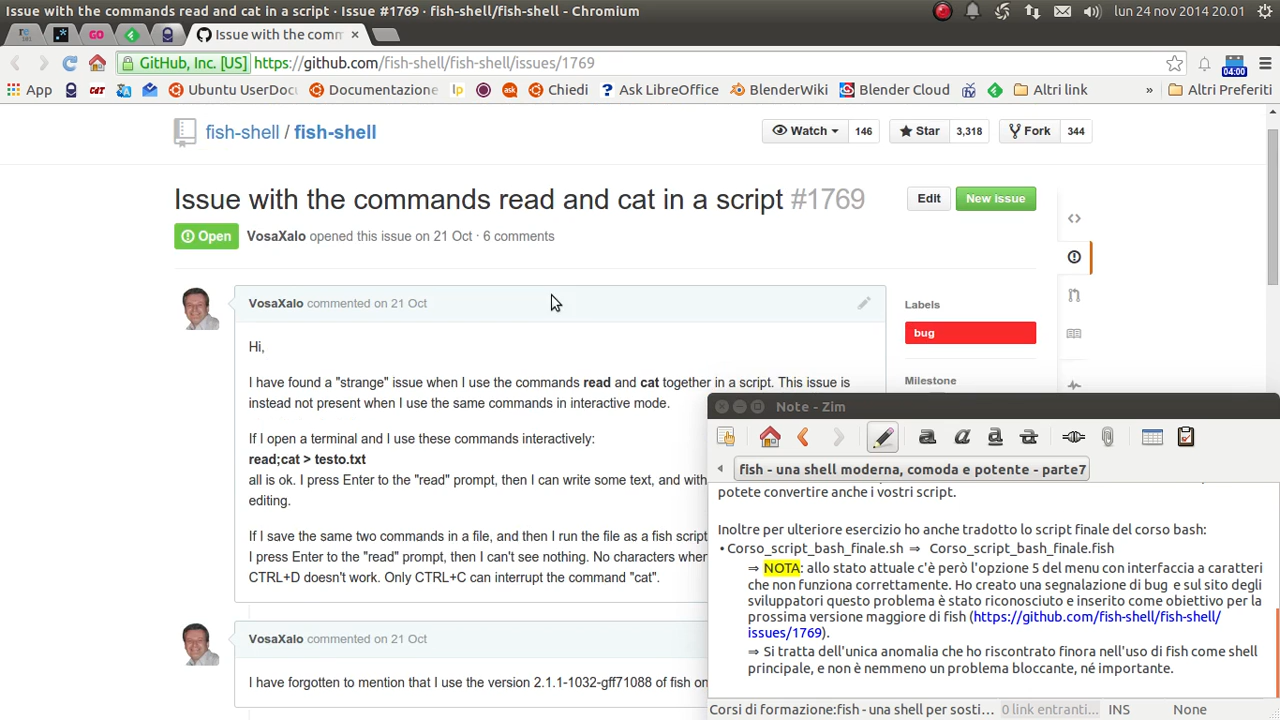 Issue with the commands read and cat in a script · Issue #1769 · fish-shell/fish-shell - Chromium
lun 24 nov 2014 20.01
GO
Issue with the comm
GitHub, Inc. [US] https://github.com/fish-shell/fish-shell/issues/1769
04:00
App
CAT
Ubuntu UserDocu
Documentazione
lp
ask
Chiedi
? Ask LibreOffice
BlenderWiki
Blender Cloud
Altri link
»
Altri Preferiti
fish-shell / fish-shell
Watch 146
Star 3,318
Fork 344
Issue with the commands read and cat in a script #1769
Edit
New issue
Open VosaXalo opened this issue on 21 Oct · 6 comments
VosaXalo commented on 21 Oct
Labels
bug
Milestone
Hi,
I have found a "strange" issue when I use the commands read and cat together in a script. This issue is
instead not present when I use the same commands in interactive mode.
If I open a terminal and I use these commands interactively:
read;cat > testo.txt
all is ok. I press Enter to the "read" prompt, then I can write some text, and with
editing.
If I save the same two commands in a file, and then I run the file as a fish script
I press Enter to the "read" prompt, then I can't see nothing. No characters when
CTRL+D doesn't work. Only CTRL+C can interrupt the command "cat".
VosaXalo commented on 21 Oct
I have forgotten to mention that I use the version 2.1.1-1032-gff71088 of fish on
Note - Zim
a a a a
fish - una shell moderna, comoda e potente - parte7
potete convertire anche i vostri script.
Inoltre per ulteriore esercizio ho anche tradotto lo script finale del corso bash:
• Corso_script_bash_finale.sh ⇒ Corso_script_bash_finale.fish
⇒ NOTA: allo stato attuale c'è però l'opzione 5 del menu con interfaccia a caratteri
che non funziona correttamente. Ho creato una segnalazione di bug e sul sito degli
sviluppatori questo problema è stato riconosciuto e inserito come obiettivo per la
prossima versione maggiore di fish (https://github.com/fish-shell/fish-shell/
issues/1769).
⇒ Si tratta dell'unica anomalia che ho riscontrato finora nell'uso di fish come shell
principale, e non è nemmeno un problema bloccante, né importante.
Corsi di formazione:fish - una shell per sosti...
0 link entranti...
INS
None